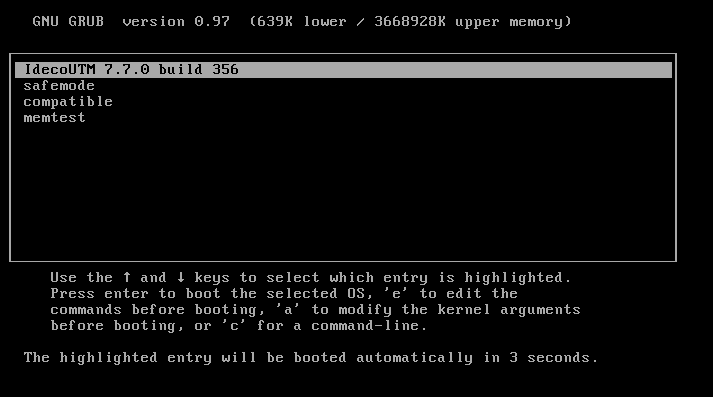 GNU GRUB  version 0.97  (639K lower / 3668928K upper memory)
IdecoUTM 7.7.0 build 356
safemode
compatible
memtest
Use the ↑ and ↓ keys to select which entry is highlighted.
Press enter to boot the selected OS, 'e' to edit the
commands before booting, 'a' to modify the kernel arguments
before booting, or 'c' for a command-line.
The highlighted entry will be booted automatically in 3 seconds.